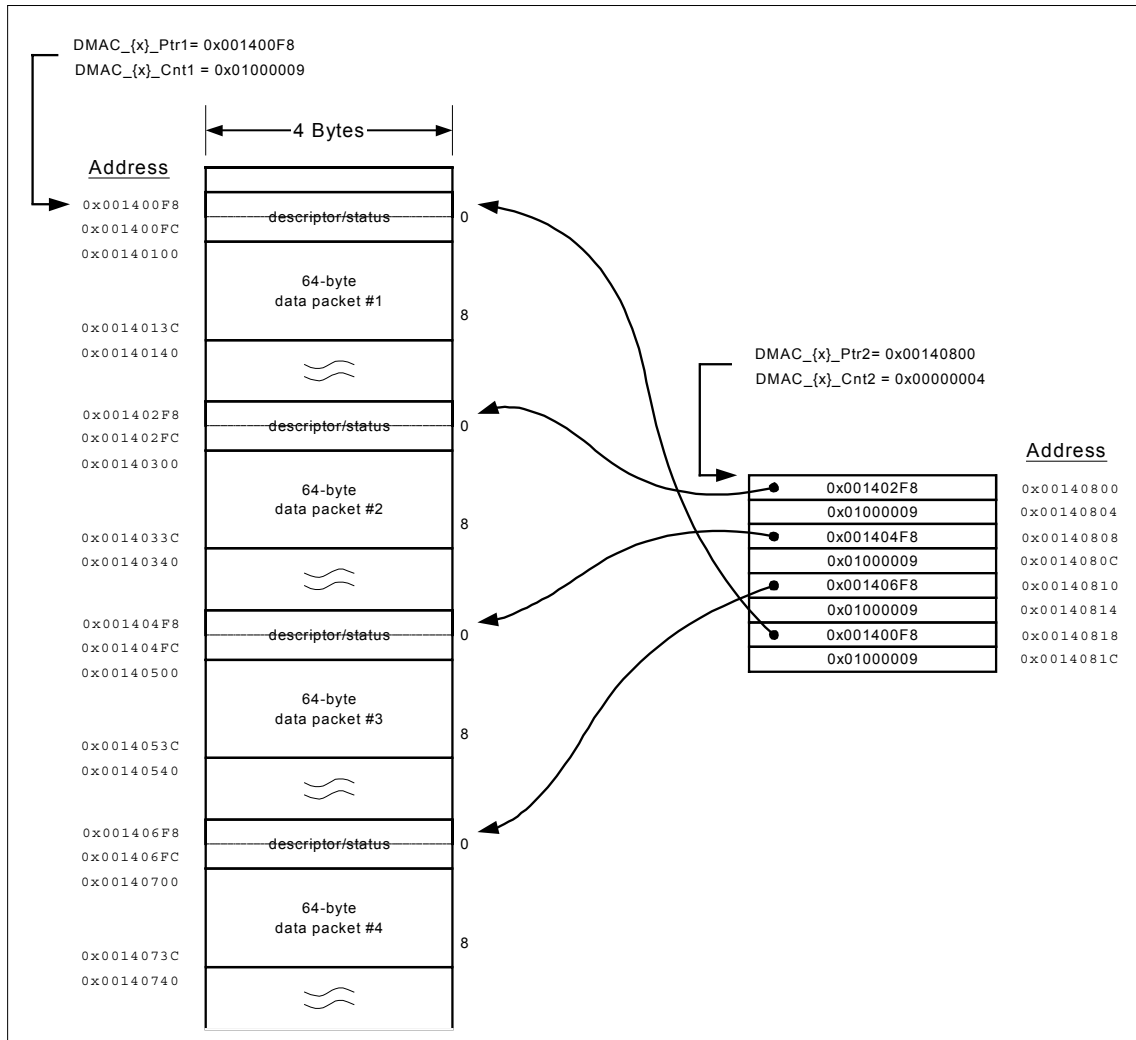 DMAC_{x}_Ptr1= 0x001400F8
DMAC_{x}_Cnt1 = 0x01000009
4 Bytes
Address
0x001400F8
descriptor/status
0
0x001400FC
0x00140100
64-byte
data packet #1
8
0x0014013C
0x00140140
0x001402F8
descriptor/status
0
0x001402FC
0x00140300
64-byte
data packet #2
8
0x0014033C
0x00140340
0x001404F8
descriptor/status
0
0x001404FC
0x00140500
64-byte
data packet #3
8
0x0014053C
0x00140540
0x001406F8
descriptor/status
0
0x001406FC
0x00140700
64-byte
data packet #4
8
0x0014073C
0x00140740
DMAC_{x}_Ptr2= 0x00140800
DMAC_{x}_Cnt2 = 0x00000004
Address
0x001402F8 0x00140800
0x01000009 0x00140804
0x001404F8 0x00140808
0x01000009 0x0014080C
0x001406F8 0x00140810
0x01000009 0x00140814
0x001400F8 0x00140818
0x01000009 0x0014081C